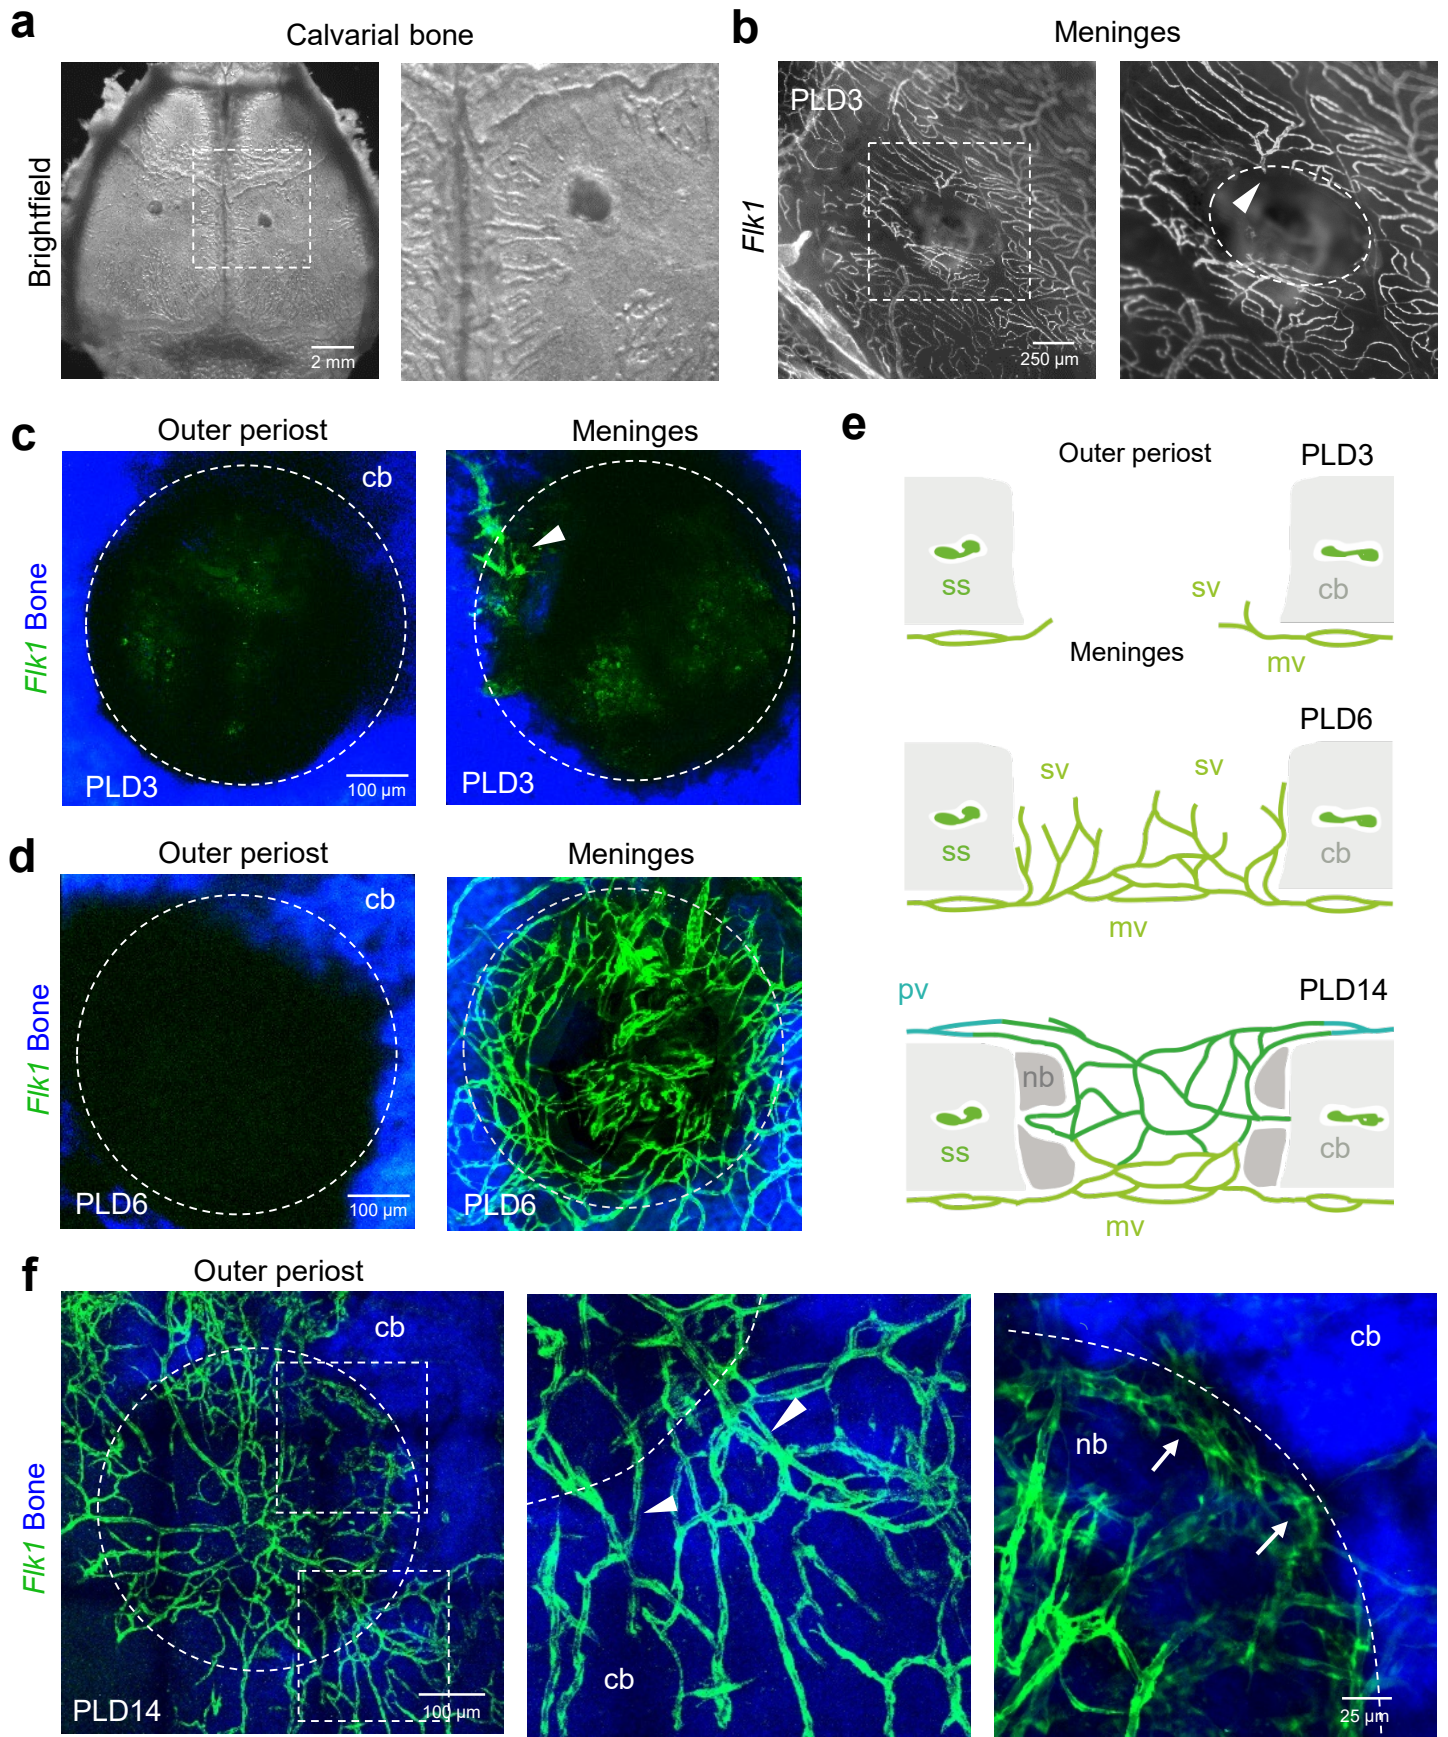 a
Calvarial bone
Brightfield
2 mm
b
Meninges
Flk1
PLD3
250 µm
c
Outer periost
Meninges
Flk1 Bone
cb
PLD3
100 µm
PLD3
d
Outer periost
Meninges
Flk1 Bone
cb
PLD6
100 µm
PLD6
e
Outer periost
PLD3
ss
sv
cb
Meninges
mv
PLD6
sv
sv
ss
cb
mv
pv
PLD14
nb
ss
cb
mv
f
Outer periost
Flk1 Bone
cb
PLD14
100 µm
cb
cb
nb
25 µm